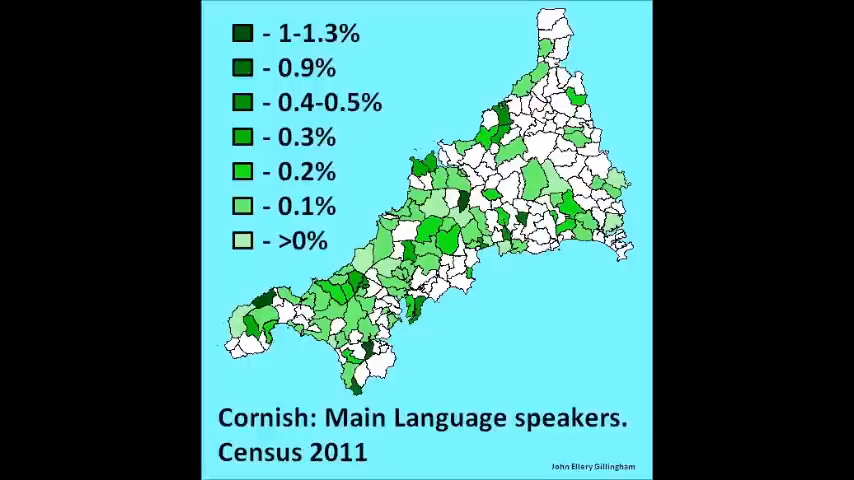 - 1-1.3%
- 0.9%
- 0.4-0.5%
- 0.3%
- 0.2%
- 0.1%
- >0%
Cornish: Main Language speakers.
Census 2011
John Ellery Gillingham